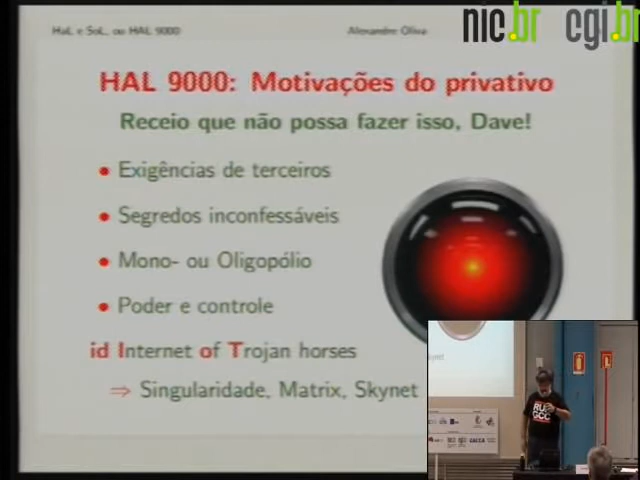 HaL e SoL, ou HAL 9000
Alexandre Oliva
nic.br cgi.br
HAL 9000: Motivações do privativo
Receio que não possa fazer isso, Dave!
• Exigências de terceiros
• Segredos inconfessáveis
• Mono- ou Oligopólio
• Poder e controle
id Internet of Trojan horses
⇒ Singularidade, Matrix, Skynet
RU
GCC